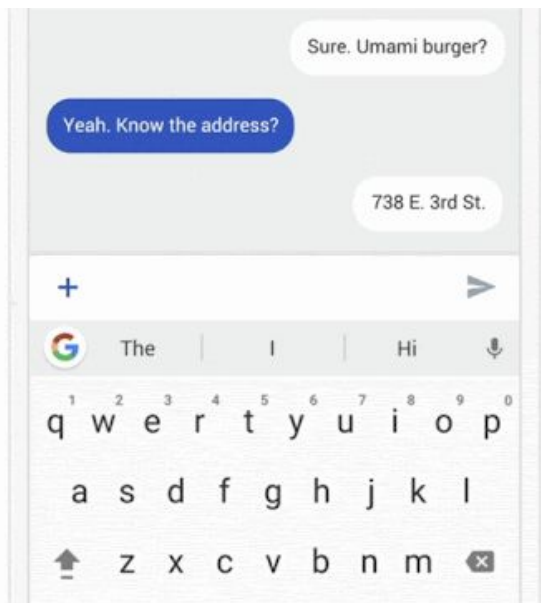 Sure. Umami burger?
Yeah. Know the address?
738 E. 3rd St.
+
G The I Hi
1 2 3 4 5 6 7 8 9 0
q w e r t y u i o p
a s d f g h j k l
z x c v b n m